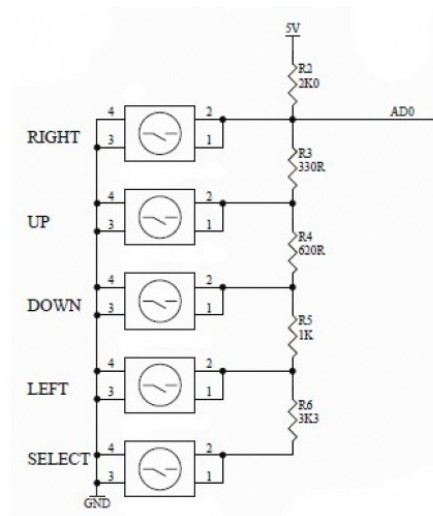 5V
R2
2K0
4
2
AD0
RIGHT
3
1
R3
330R
4
2
UP
3
1
R4
620R
4
2
DOWN
3
1
R5
1K
4
2
LEFT
3
1
R6
3K3
4
2
SELECT
3
1
GND